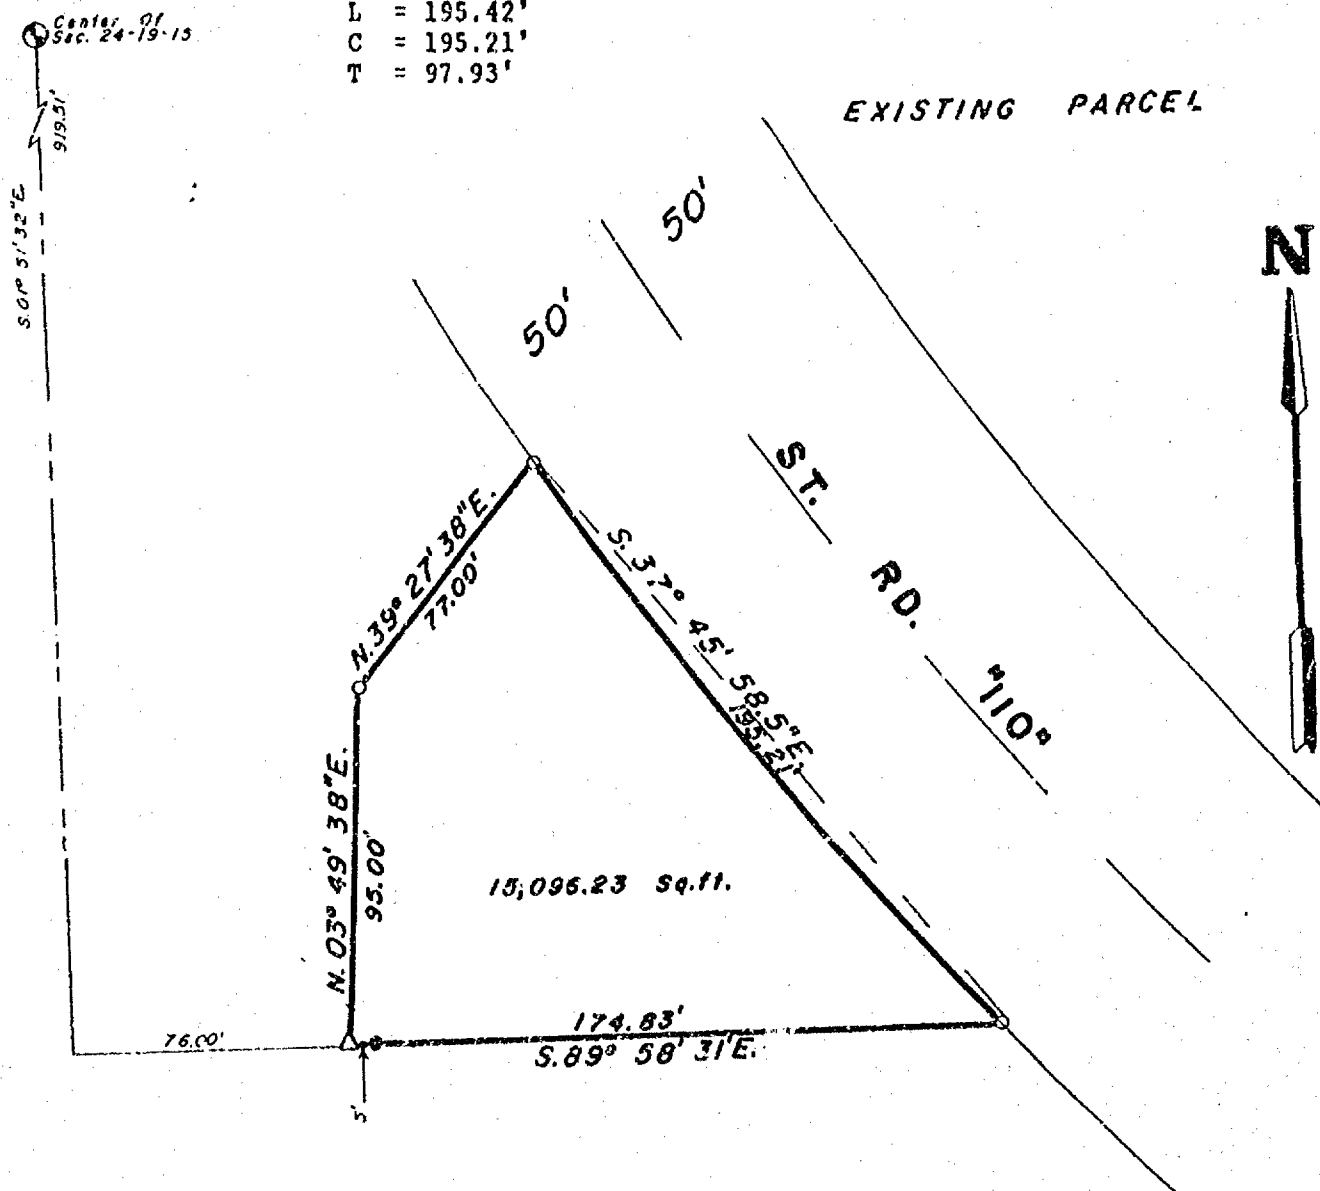 L = 195.42'
C = 195.21'
T = 97.93'
Center Of
Sec. 24-19-15
919.51'
S. 01° 51' 32" E.
EXISTING PARCEL
50'
50'
N
ST. RD. "110"
N. 39° 27' 38" E.
77.00'
S. 37° 45' 58.5" E.
195.21'
N. 03° 49' 38" E.
95.00'
15,096.23 Sq.ft.
76.00'
174.83'
S. 89° 58' 31' E.
5'